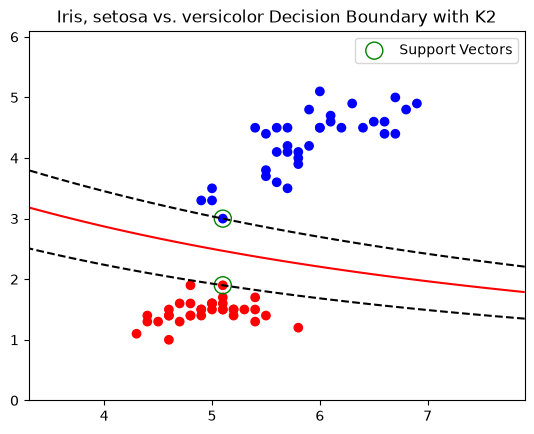 Iris, setosa vs. versicolor Decision Boundary with K2
Support Vectors
6
5
4
3
2
1
0
4 5 6 7